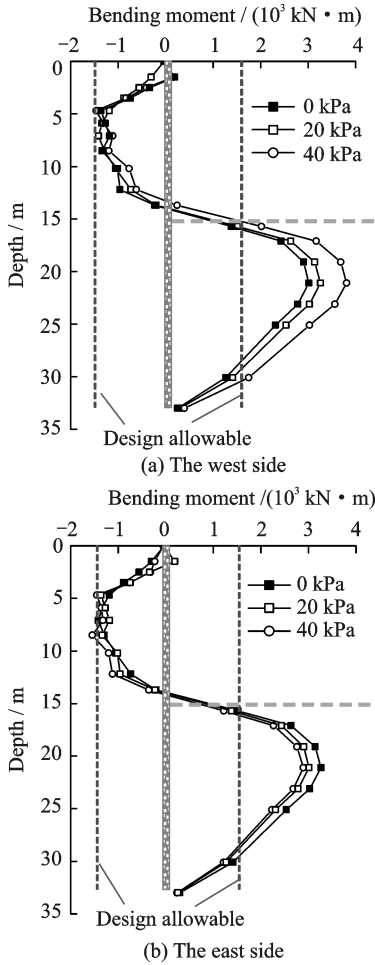 Bending moment / (10³ kN • m)
−2 −1 0 1 2 3 4
0
5
10
15
20
25
30
35
Depth / m
0 kPa
20 kPa
40 kPa
Design allowable
(a) The west side
Bending moment /(10³ kN • m)
−2 −1 0 1 2 3 4
0
5
10
15
20
25
30
35
Depth / m
0 kPa
20 kPa
40 kPa
Design allowable
(b) The east side